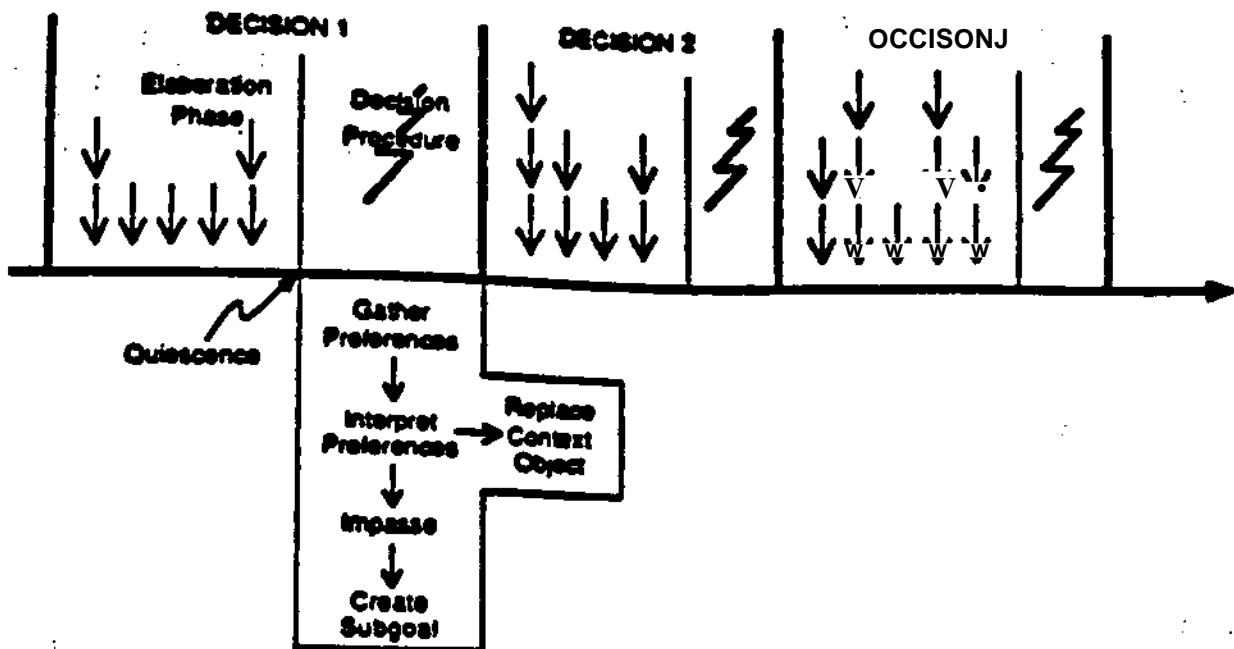 DECISION 1
DECISION 2
OCCISONJ
Elaboration
Phase
Decision
Procedure
V
V
W
W
W
W
Quiescence
Gather
Preferences
Interpret
Preferences
Replace
Context
Object
Impasse
Create
Subgoal